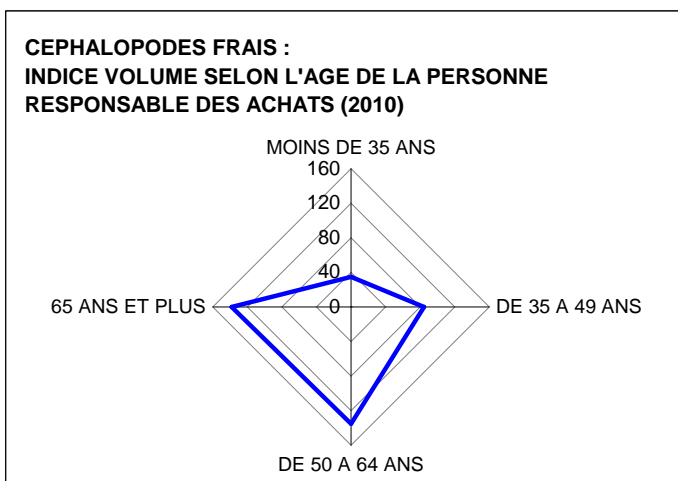 CEPHALOPODES FRAIS :
INDICE VOLUME SELON L'AGE DE LA PERSONNE
RESPONSABLE DES ACHATS (2010)
MOINS DE 35 ANS
160
120
80
40
0
65 ANS ET PLUS
DE 35 A 49 ANS
DE 50 A 64 ANS